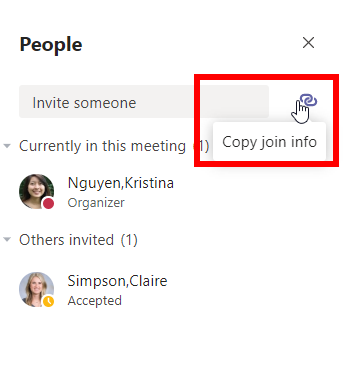 People
Invite someone
Copy join info
Currently in this meeting (1)
Nguyen,Kristina
Organizer
Others invited (1)
Simpson,Claire
Accepted